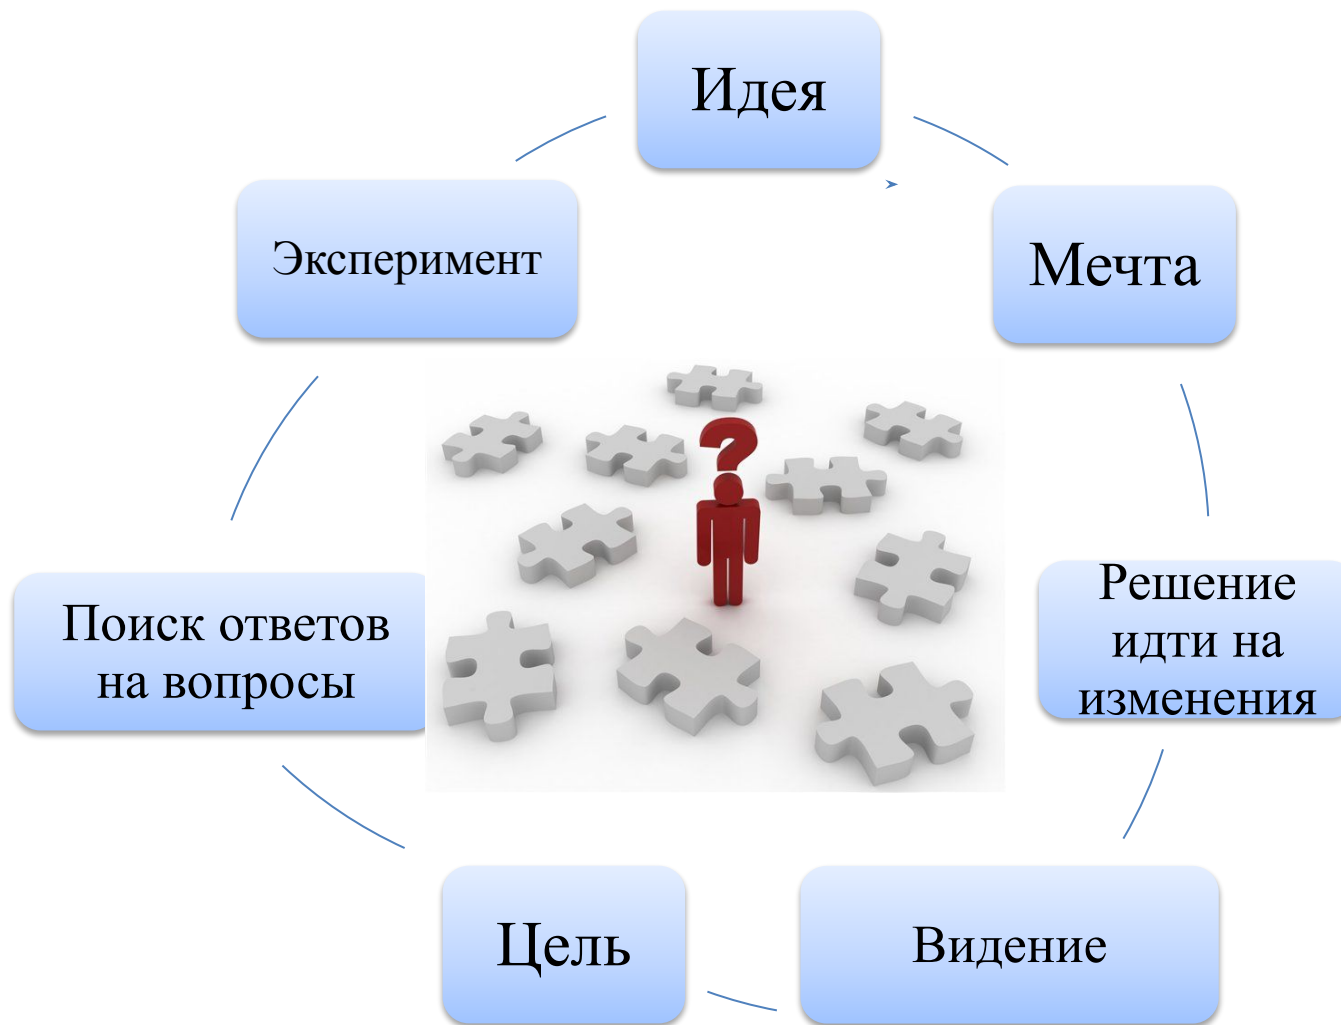 Идея
Мечта
Решение
идти на
изменения
Видение
Цель
Поиск ответов
на вопросы
Эксперимент
?